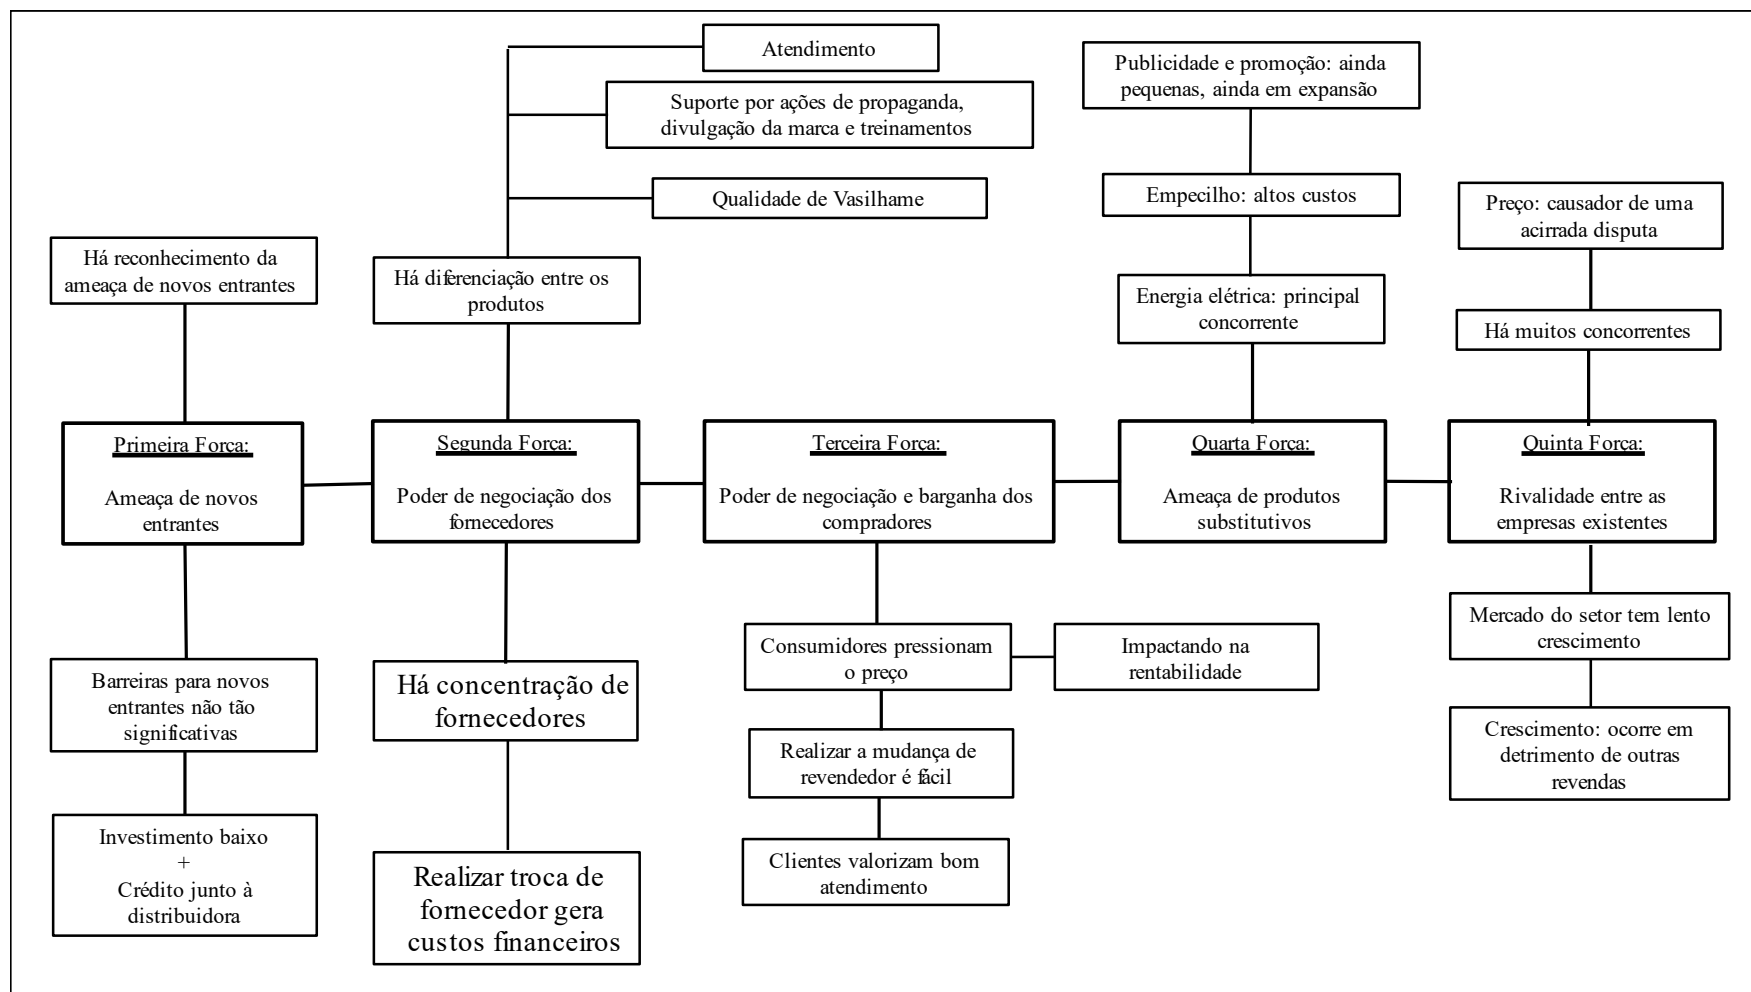 Atendimento
Suporte por ações de propaganda,
divulgação da marca e treinamentos
Qualidade de Vasilhame
Publicidade e promoção: ainda
pequenas, ainda em expansão
Empecilho: altos custos
Preço: causador de uma
acirrada disputa
Há reconhecimento da
ameaça de novos entrantes
Há diferenciação entre os
produtos
Energia elétrica: principal
concorrente
Há muitos concorrentes
Primeira Força:
Ameaça de novos
entrantes
Segunda Força:
Poder de negociação dos
fornecedores
Terceira Força:
Poder de negociação e barganha dos
compradores
Quarta Força:
Ameaça de produtos
substitutivos
Quinta Força:
Rivalidade entre as
empresas existentes
Barreiras para novos
entrantes não tão
significativas
Investimento baixo
+
Crédito junto à
distribuidora
Há concentração de
fornecedores
Realizar troca de
fornecedor gera
custos financeiros
Consumidores pressionam
o preço
Impactando na
rentabilidade
Realizar a mudança de
revendedor é fácil
Clientes valorizam bom
atendimento
Mercado do setor tem lento
crescimento
Crescimento: ocorre em
detrimento de outras
revendas